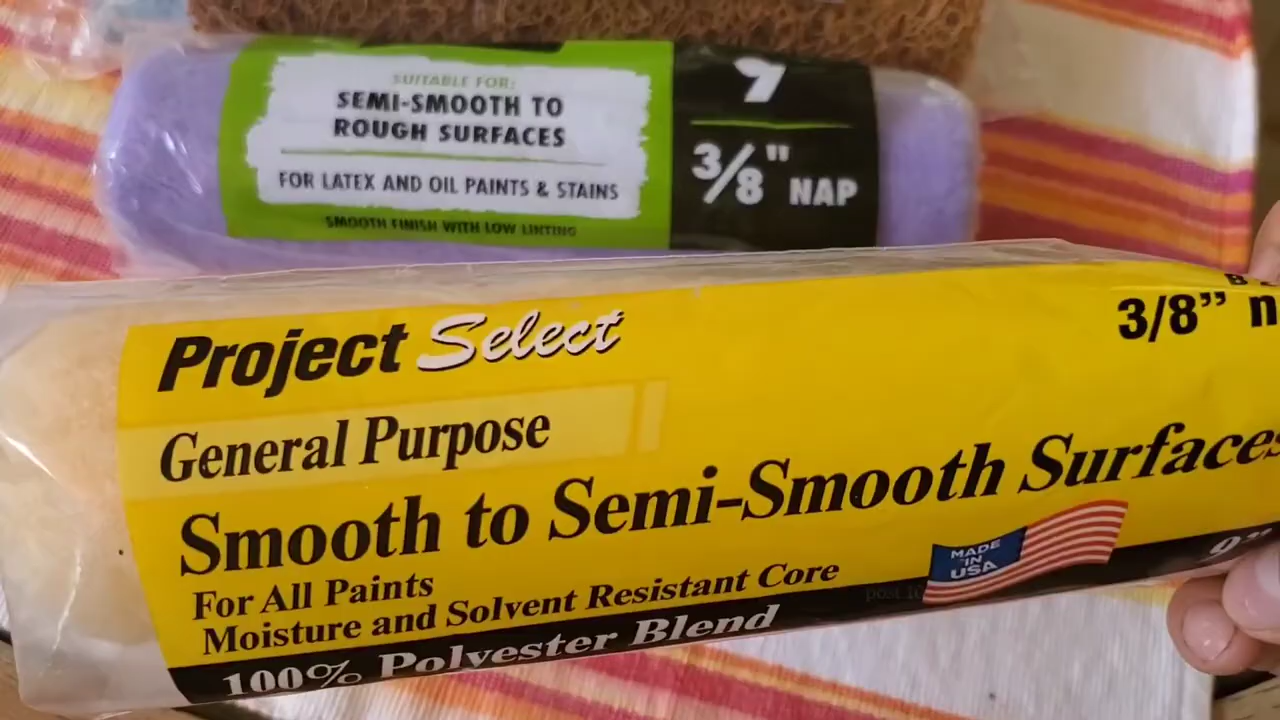 SUITABLE FOR:
SEMI-SMOOTH TO
ROUGH SURFACES
FOR LATEX AND OIL PAINTS & STAINS
SMOOTH FINISH WITH LOW LINTING
3/8" NAP
Project Select
3/8” n
General Purpose
Smooth to Semi-Smooth Surfaces
For All Paints
Moisture and Solvent Resistant Core
MADE
IN
USA
9”
100% Polyester Blend